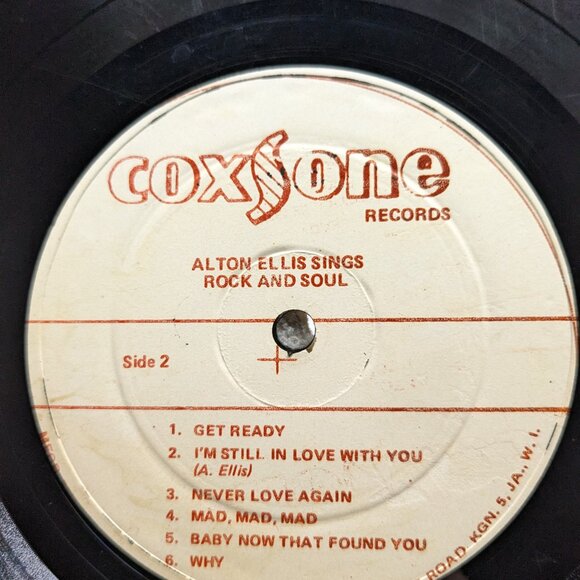 coxsone
RECORDS
ALTON ELLIS SINGS
ROCK AND SOUL
Side 2
1. GET READY
2. I'M STILL IN LOVE WITH YOU
(A. Ellis)
3. NEVER LOVE AGAIN
4. MAD, MAD, MAD
5. BABY NOW THAT FOUND YOU
6. WHY
ROAD KGN. 5, JA., W. I.